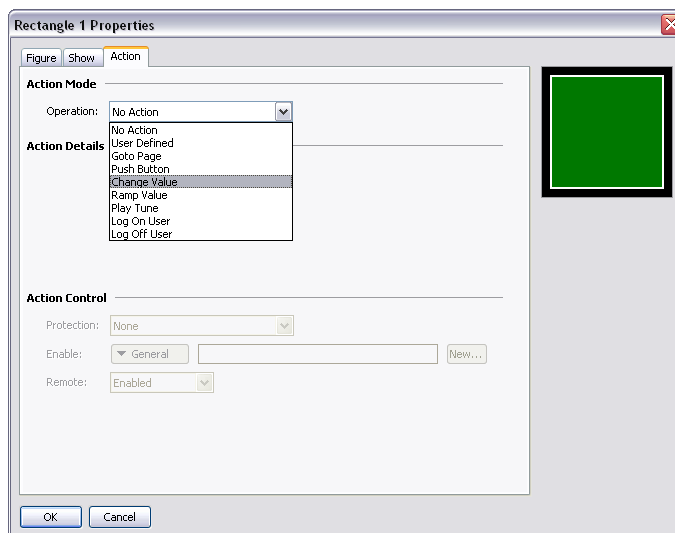 Rectangle 1 Properties
Figure Show Action
Action Mode
Operation: No Action
No Action
User Defined
Action Details
Goto Page
Push Button
Change Value
Ramp Value
Play Tune
Log On User
Log Off User
Action Control
Protection: None
Enable: General New...
Remote: Enabled
OK Cancel